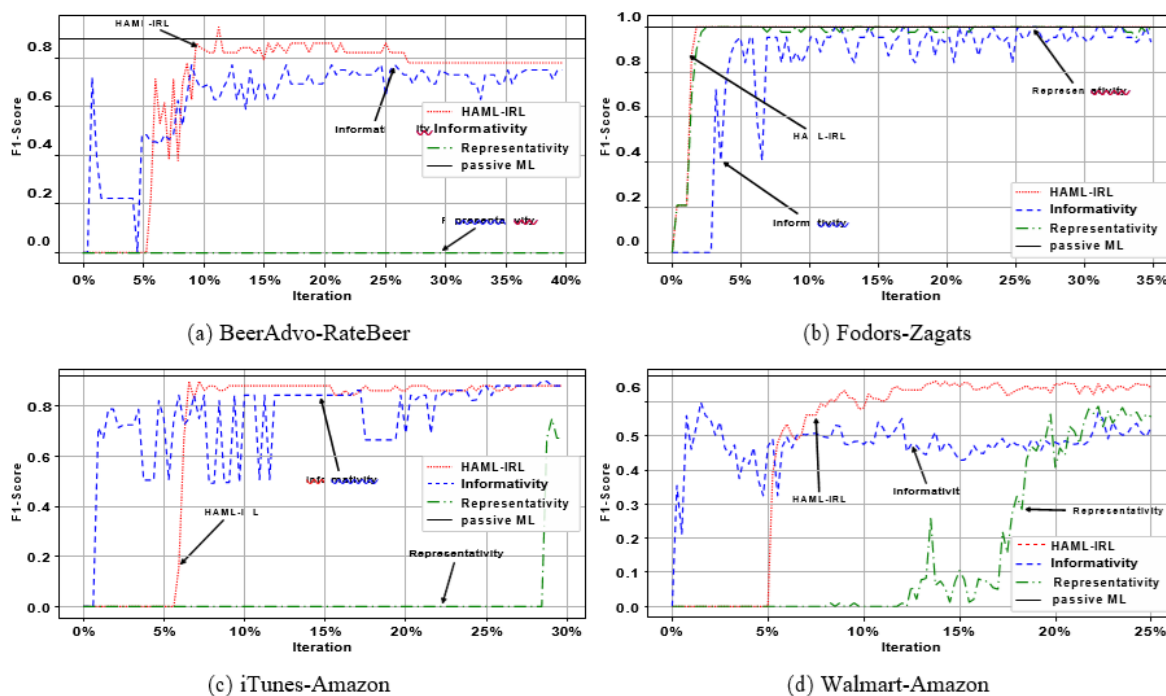 0.8
0.6
0.4
0.2
0.0
F1-Score
0% 5% 10% 15% 20% 25% 30% 35% 40%
Iteration
HAML-IRL
Informativity
Representativity
passive ML
(a) BeerAdvo-RateBeer
1.0
0.8
0.6
0.4
0.2
0.0
F1-Score
0% 5% 10% 15% 20% 25% 30% 35%
Iteration
HAML-IRL
Informativity
Representativity
passive ML
(b) Fodors-Zagats
0.8
0.6
0.4
0.2
0.0
F1-Score
HAML-IRL
Informativity
Representativity
passive ML
Representativity
0% 5% 10% 15% 20% 25% 30%
Iteration
(c) iTunes-Amazon
0.6
0.5
0.4
0.3
0.2
0.1
0.0
F1-Score
HAML-IRL
Informativit
Representativity
HAML-IRL
Informativity
Representativity
passive ML
0% 5% 10% 15% 20% 25%
Iteration
(d) Walmart-Amazon